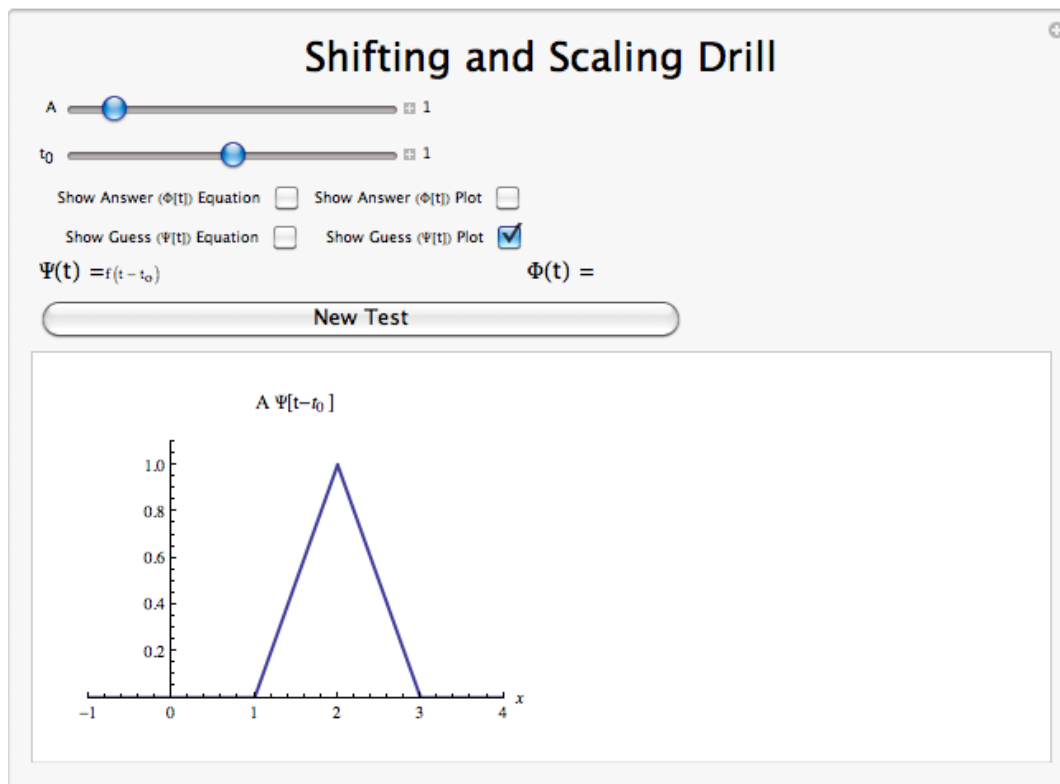 Shifting and Scaling Drill
A 1
t0 1
Show Answer (Φ[t]) Equation Show Answer (Φ[t]) Plot
Show Guess (Ψ[t]) Equation Show Guess (Ψ[t]) Plot
Ψ(t) =f(t − to) Φ(t) =
New Test
A Ψ[t−t0 ]
1.0
0.8
0.6
0.4
0.2
−1 0 1 2 3 4 x